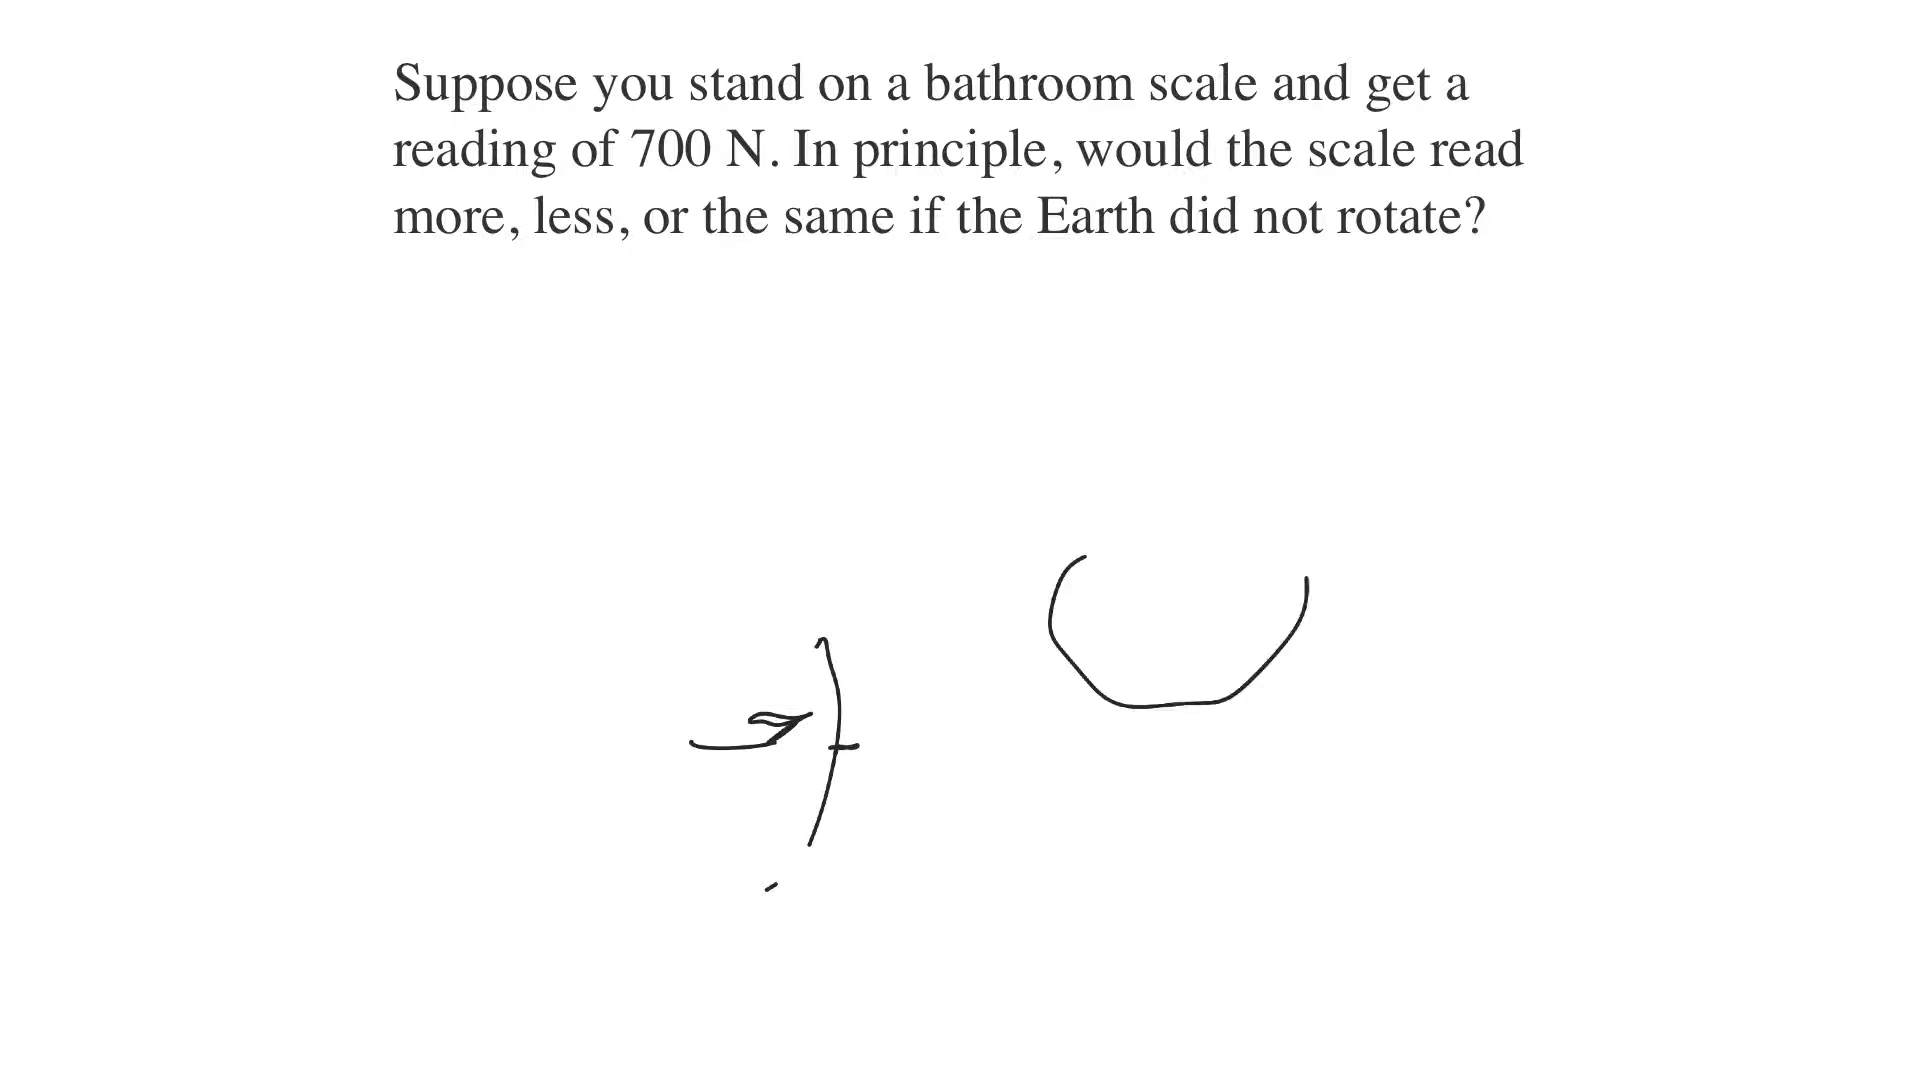 Suppose you stand on a bathroom scale and get a
reading of 700 N. In principle, would the scale read
more, less, or the same if the Earth did not rotate?